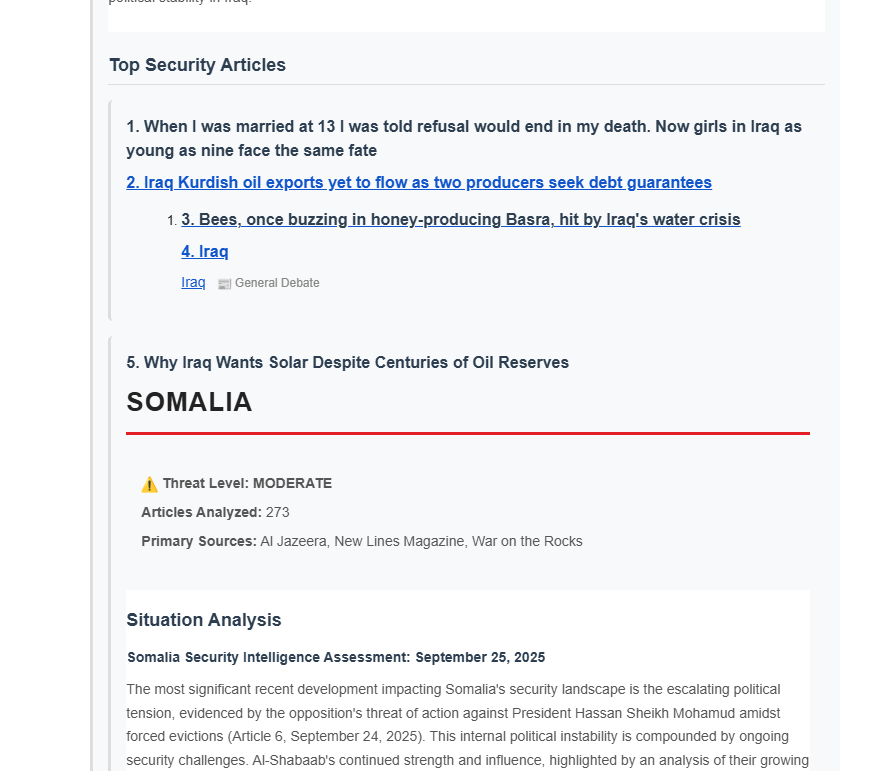 political stability in Iraq.
Top Security Articles
1. When I was married at 13 I was told refusal would end in my death. Now girls in Iraq as
young as nine face the same fate
2. Iraq Kurdish oil exports yet to flow as two producers seek debt guarantees
1. 3. Bees, once buzzing in honey-producing Basra, hit by Iraq's water crisis
4. Iraq
Iraq 📰 General Debate
5. Why Iraq Wants Solar Despite Centuries of Oil Reserves
SOMALIA
⚠️ Threat Level: MODERATE
Articles Analyzed: 273
Primary Sources: Al Jazeera, New Lines Magazine, War on the Rocks
Situation Analysis
Somalia Security Intelligence Assessment: September 25, 2025
The most significant recent development impacting Somalia's security landscape is the escalating political
tension, evidenced by the opposition's threat of action against President Hassan Sheikh Mohamud amidst
forced evictions (Article 6, September 24, 2025). This internal political instability is compounded by ongoing
security challenges. Al-Shabaab's continued strength and influence, highlighted by an analysis of their growing